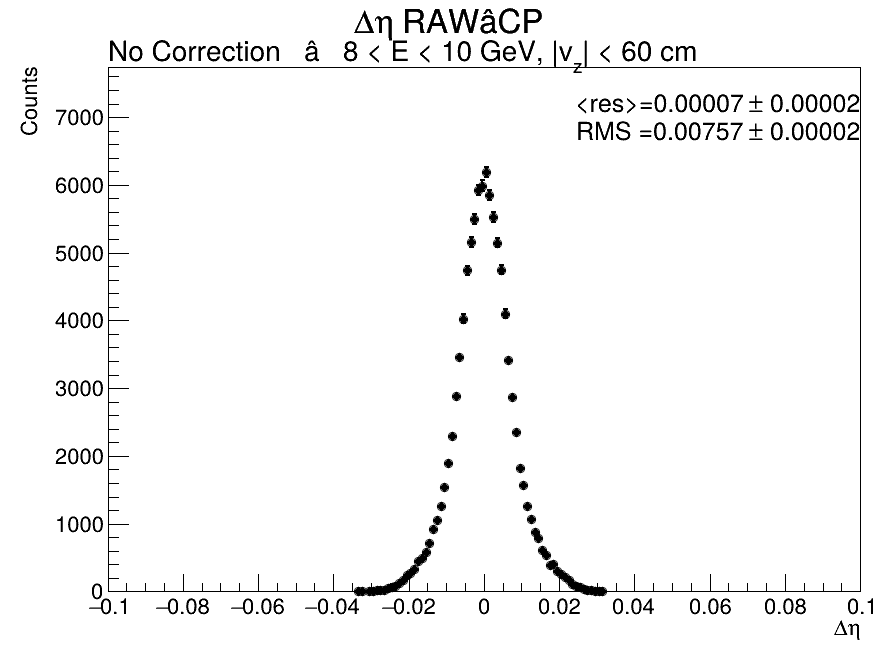 Δη RAWâCP
No Correction â 8 < E < 10 GeV, |v_z| < 60 cm
Counts
<res>=0.00007 ± 0.00002
RMS =0.00757 ± 0.00002
7000
6000
5000
4000
3000
2000
1000
0
−0.1 −0.08 −0.06 −0.04 −0.02 0 0.02 0.04 0.06 0.08 0.1
Δη